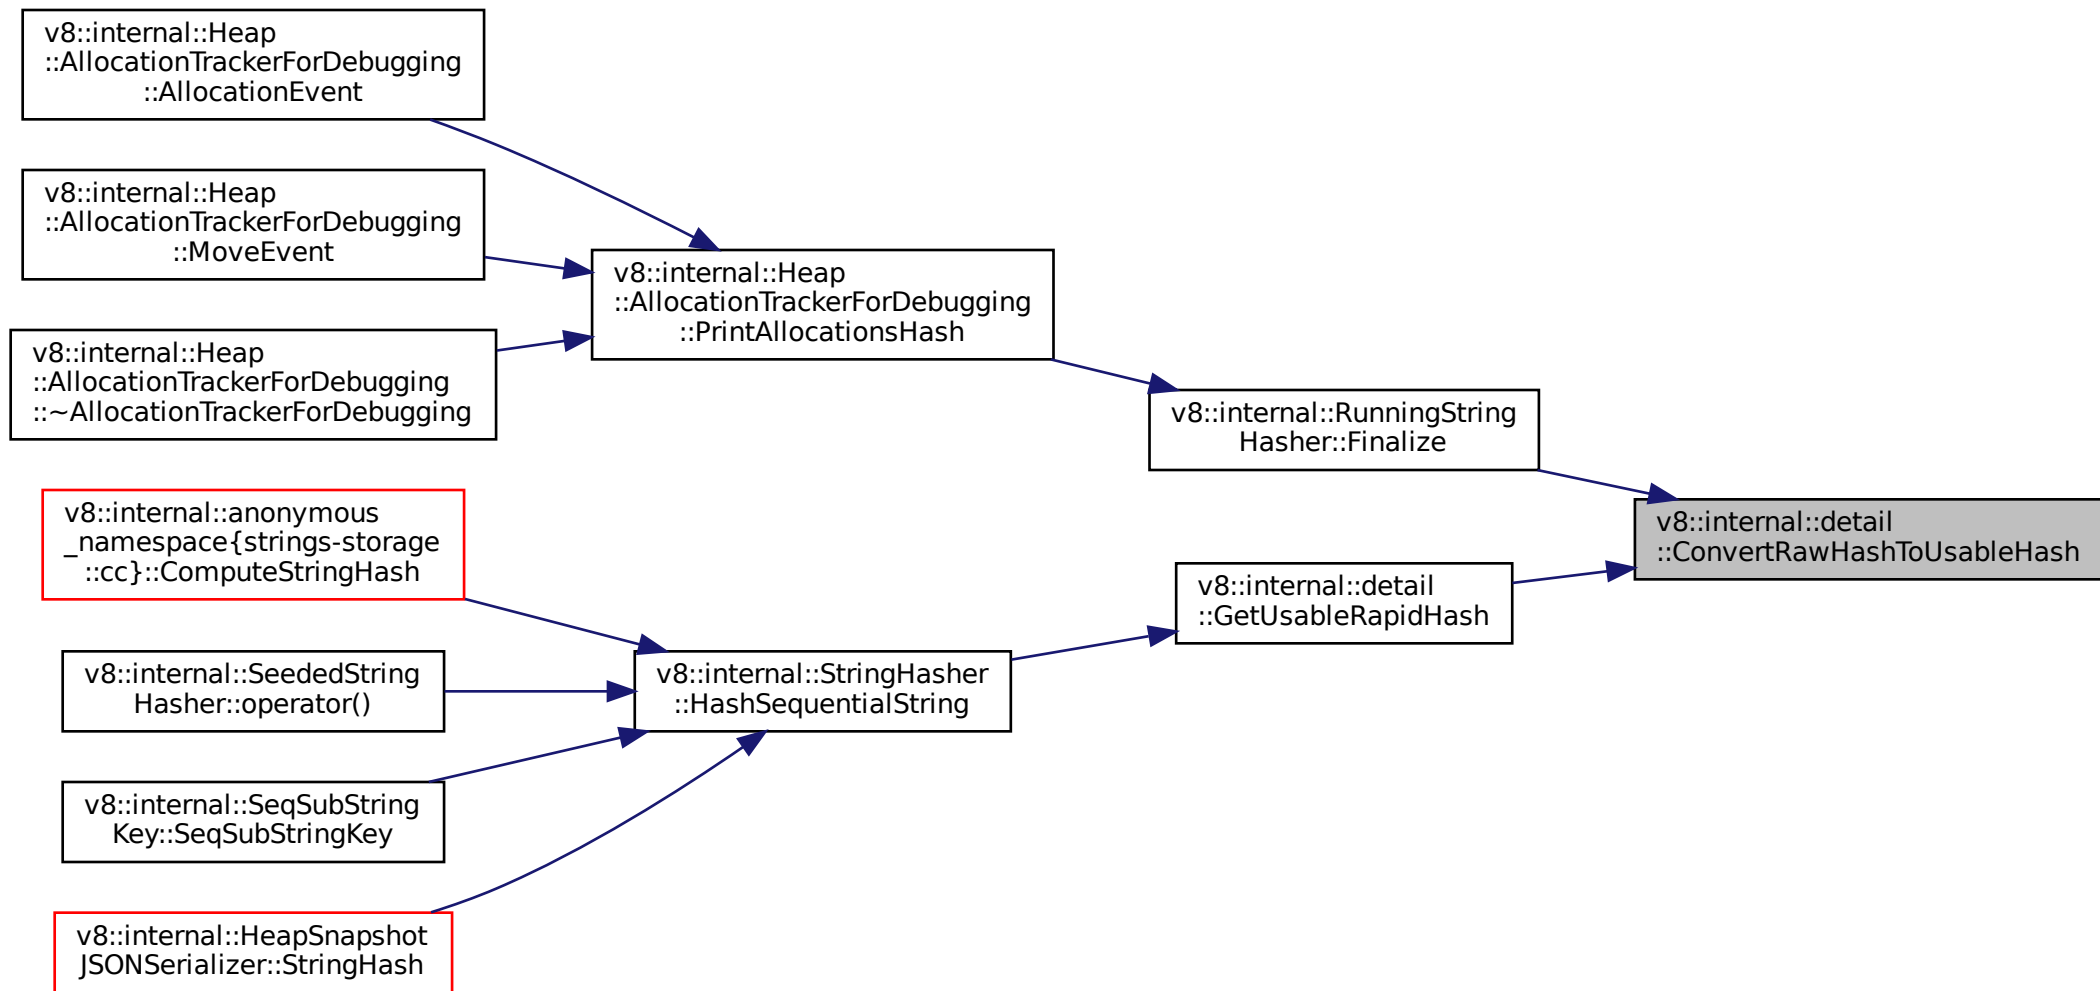 v8::internal::Heap
::AllocationTrackerForDebugging
::AllocationEvent
v8::internal::Heap
::AllocationTrackerForDebugging
::MoveEvent
v8::internal::Heap
::AllocationTrackerForDebugging
::~AllocationTrackerForDebugging
v8::internal::anonymous
_namespace{strings-storage
::cc}::ComputeStringHash
v8::internal::SeededString
Hasher::operator()
v8::internal::SeqSubString
Key::SeqSubStringKey
v8::internal::HeapSnapshot
JSONSerializer::StringHash
v8::internal::Heap
::AllocationTrackerForDebugging
::PrintAllocationsHash
v8::internal::StringHasher
::HashSequentialString
v8::internal::RunningString
Hasher::Finalize
v8::internal::detail
::GetUsableRapidHash
v8::internal::detail
::ConvertRawHashToUsableHash